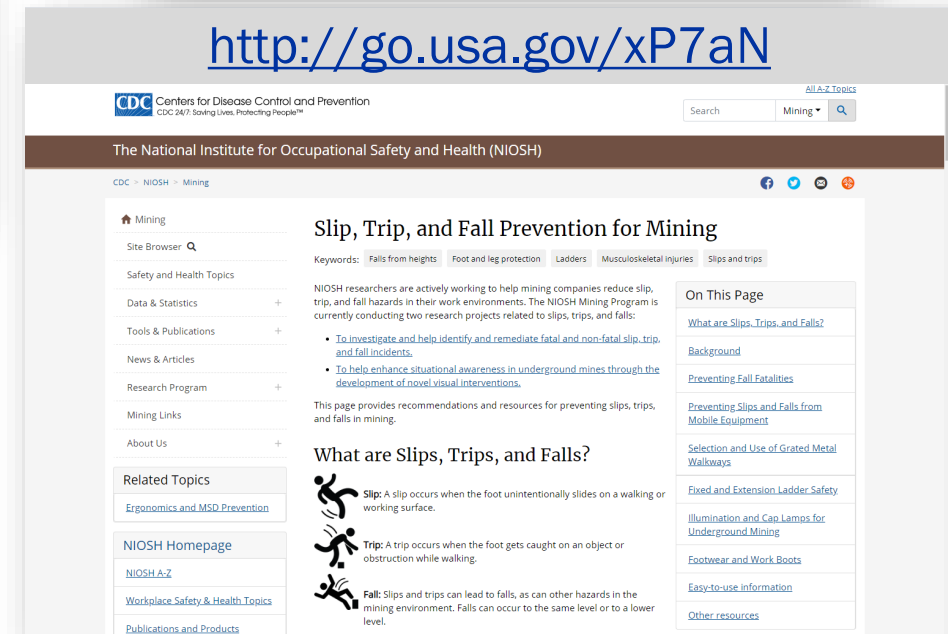 http://go.usa.gov/xP7aN
All A-Z Topics
CDC Centers for Disease Control and Prevention
CDC 24/7: Saving Lives, Protecting People™
Search
Mining
The National Institute for Occupational Safety and Health (NIOSH)
CDC > NIOSH > Mining
Mining
Site Browser
Safety and Health Topics
Data & Statistics +
Tools & Publications +
News & Articles
Research Program +
Mining Links
About Us +
Related Topics
Ergonomics and MSD Prevention
NIOSH Homepage
NIOSH A-Z
Workplace Safety & Health Topics
Publications and Products
Slip, Trip, and Fall Prevention for Mining
Keywords: Falls from heights Foot and leg protection Ladders Musculoskeletal injuries Slips and trips
NIOSH researchers are actively working to help mining companies reduce slip,
trip, and fall hazards in their work environments. The NIOSH Mining Program is
currently conducting two research projects related to slips, trips, and falls:
• To investigate and help identify and remediate fatal and non-fatal slip, trip,
and fall incidents.
• To help enhance situational awareness in underground mines through the
development of novel visual interventions.
This page provides recommendations and resources for preventing slips, trips,
and falls in mining.
What are Slips, Trips, and Falls?
Slip: A slip occurs when the foot unintentionally slides on a walking or
working surface.
Trip: A trip occurs when the foot gets caught on an object or
obstruction while walking.
Fall: Slips and trips can lead to falls, as can other hazards in the
mining environment. Falls can occur to the same level or to a lower
level.
On This Page
What are Slips, Trips, and Falls?
Background
Preventing Fall Fatalities
Preventing Slips and Falls from
Mobile Equipment
Selection and Use of Grated Metal
Walkways
Fixed and Extension Ladder Safety
Illumination and Cap Lamps for
Underground Mining
Footwear and Work Boots
Easy-to-use information
Other resources